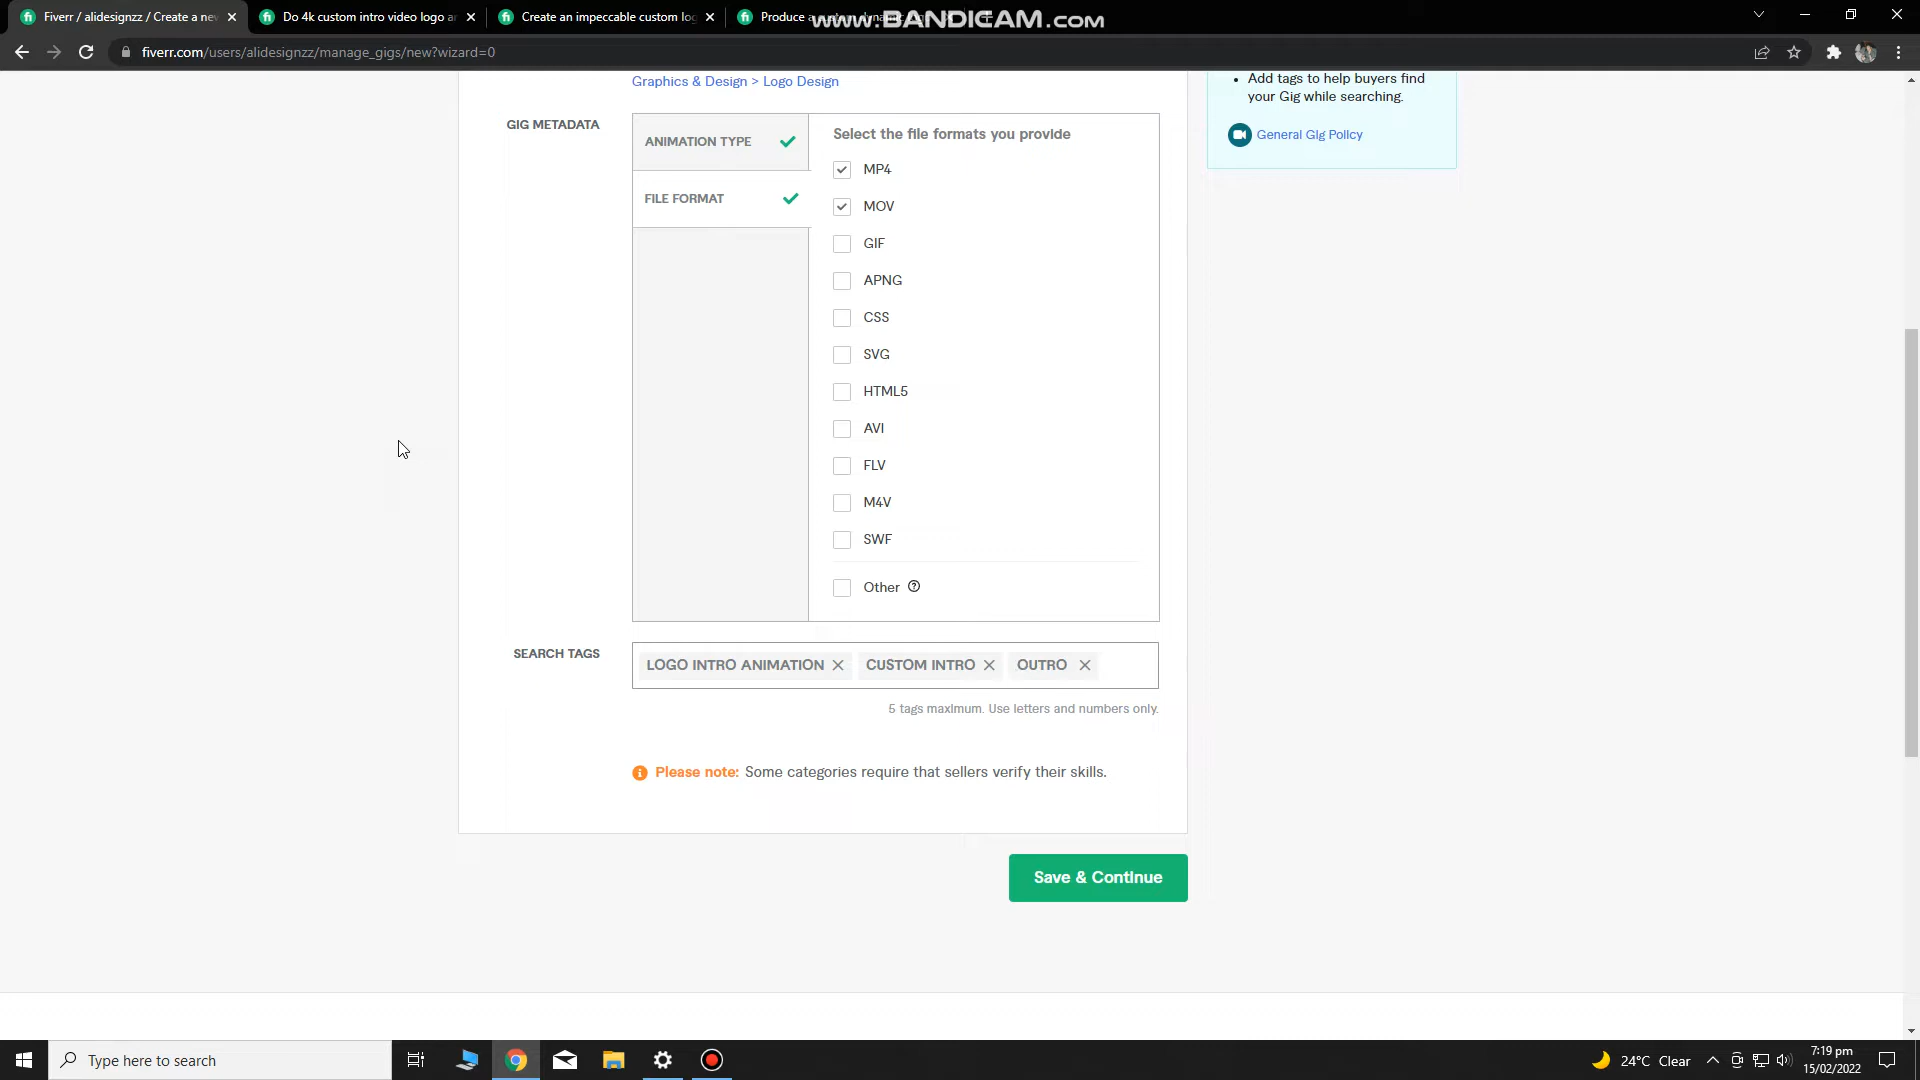 Fiverr / alidesignzz / Create a new
Do 4k custom intro video logo an
Create an impeccable custom log
Produce a
www.BANDICAM.com
fiverr.com/users/alidesignzz/manage_gigs/new?wizard=0
Graphics & Design > Logo Design
Add tags to help buyers find
your Gig while searching.
General Gig Policy
GIG METADATA
ANIMATION TYPE
FILE FORMAT
Select the file formats you provide
MP4
MOV
GIF
APNG
CSS
SVG
HTML5
AVI
FLV
M4V
SWF
Other
SEARCH TAGS
LOGO INTRO ANIMATION
CUSTOM INTRO
OUTRO
5 tags maximum. Use letters and numbers only.
Please note: Some categories require that sellers verify their skills.
Save & Continue
Type here to search
24°C Clear
7:19 pm
15/02/2022